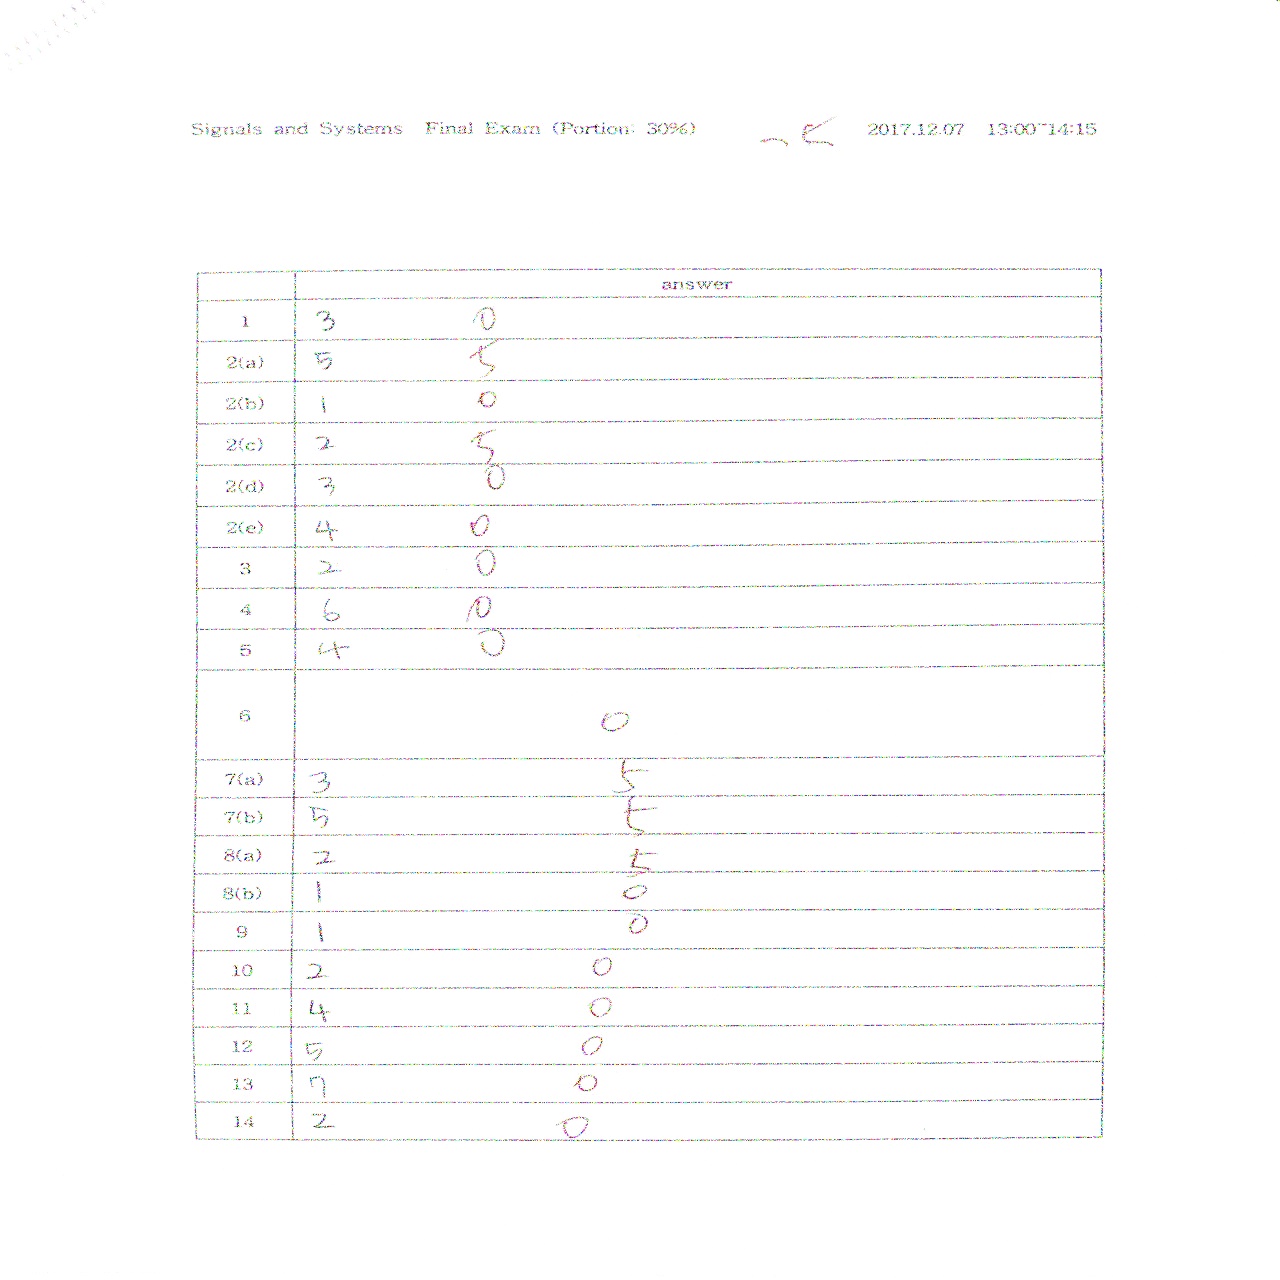 Signals and Systems Final Exam (Portion: 30%) 2017.12.07 13:00~14:15
answer
1 3 0
2(a) 5 5
2(b) 1 0
2(c) 2 5
2(d) 3 0
2(e) 4 0
3 2 0
4 6 0
5 4 0
6 0
7(a) 3 5
7(b) 5 5
8(a) 2 5
8(b) 1 0
9 1 0
10 2 0
11 4 0
12 5 0
13 7 0
14 2 0